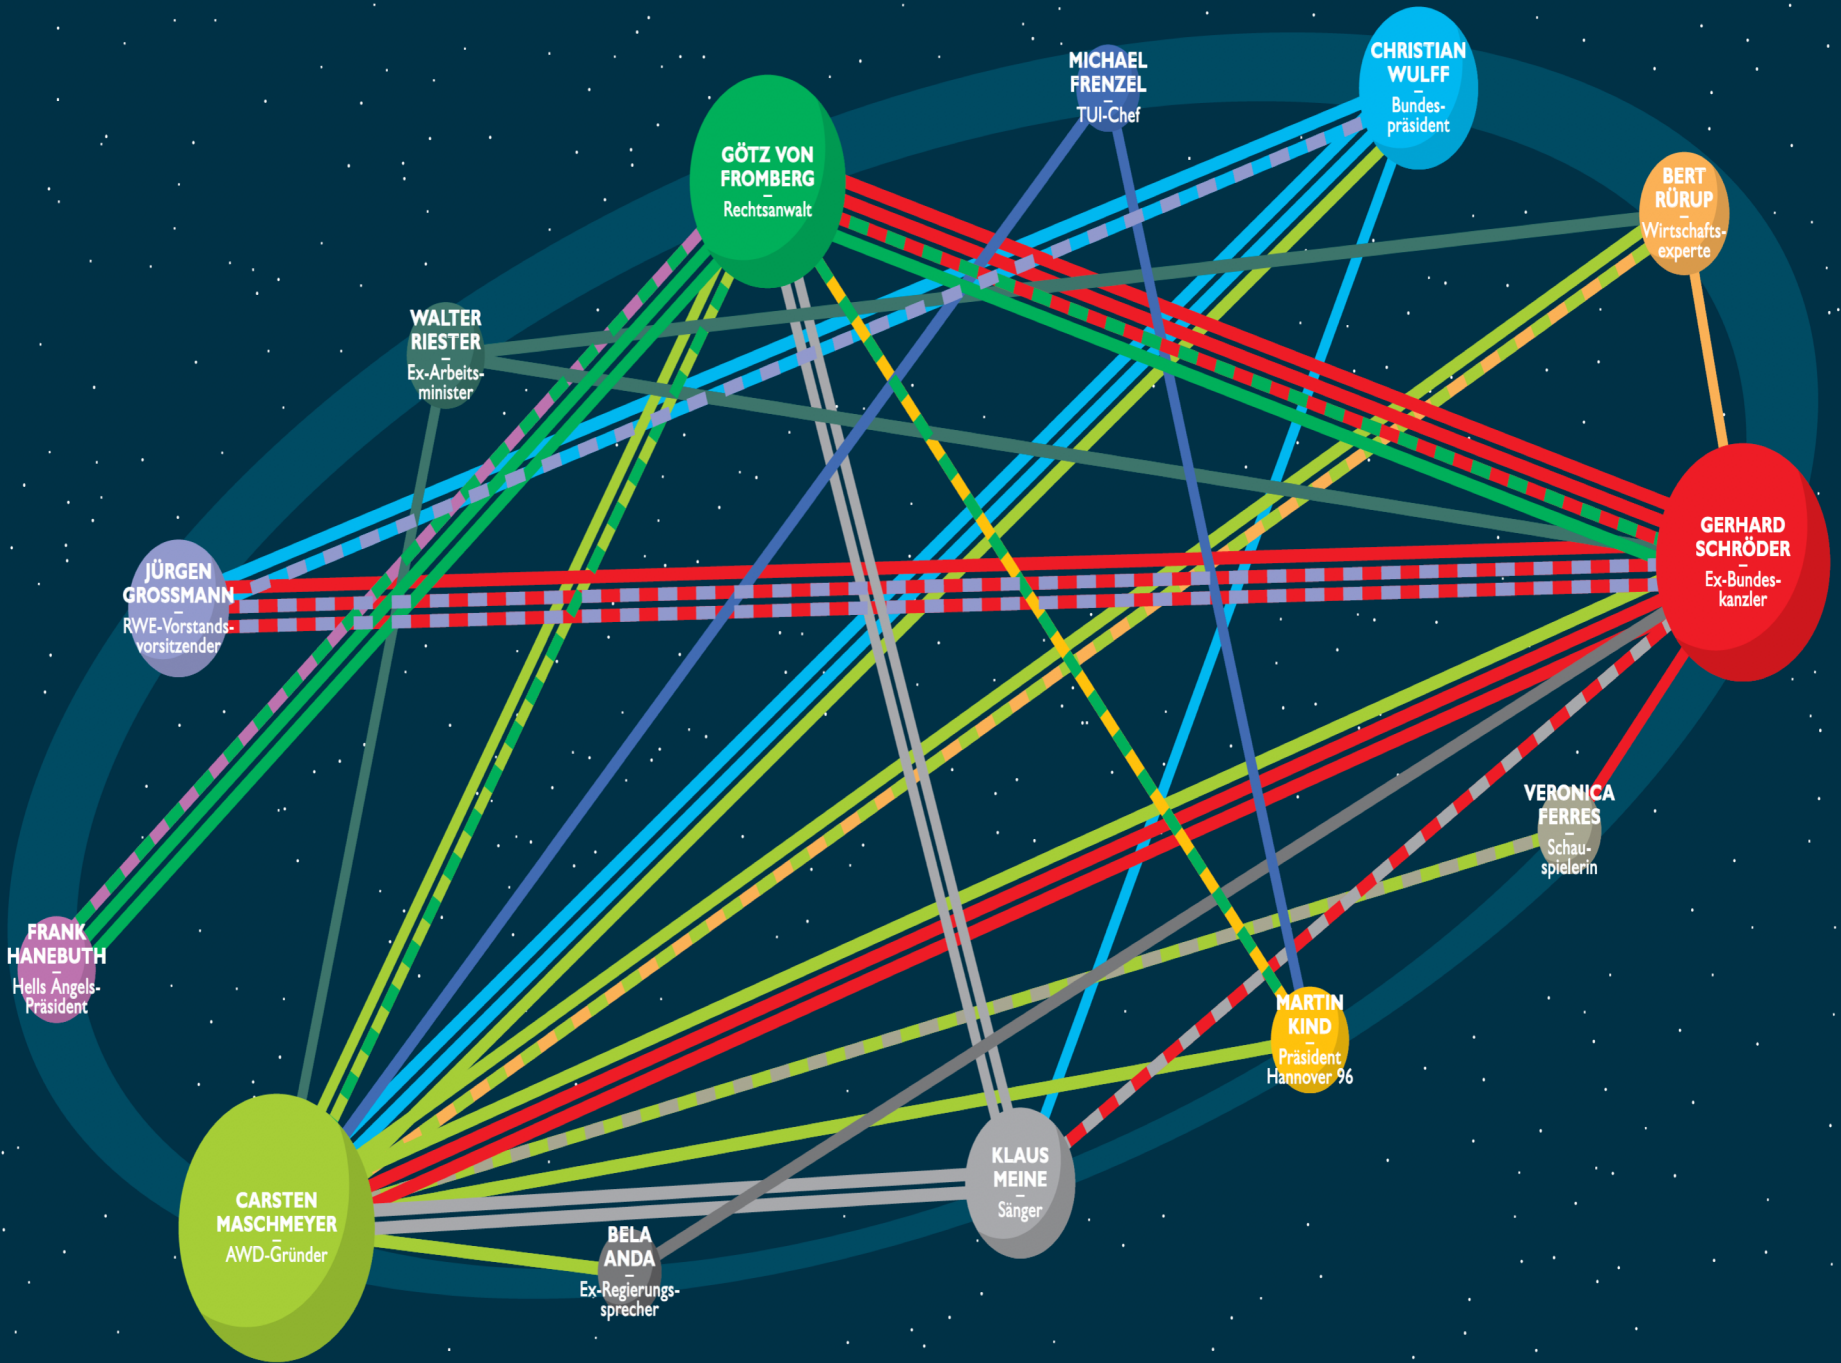 MICHAEL
FRENZEL
–
TUI-Chef
CHRISTIAN
WULFF
–
Bundes-
präsident
GÖTZ VON
FROMBERG
–
Rechtsanwalt
BERT
RÜRUP
–
Wirtschafts-
experte
WALTER
RIESTER
–
Ex-Arbeits-
minister
GERHARD
SCHRÖDER
–
Ex-Bundes-
kanzler
JÜRGEN
GROSSMANN
–
RWE-Vorstands-
vorsitzender
VERONICA
FERRES
–
Schau-
spielerin
FRANK
HANEBUTH
–
Hells Angels-
Präsident
MARTIN
KIND
–
Präsident
Hannover 96
KLAUS
MEINE
–
Sänger
CARSTEN
MASCHMEYER
–
AWD-Gründer
BELA
ANDA
–
Ex-Regierungs-
sprecher